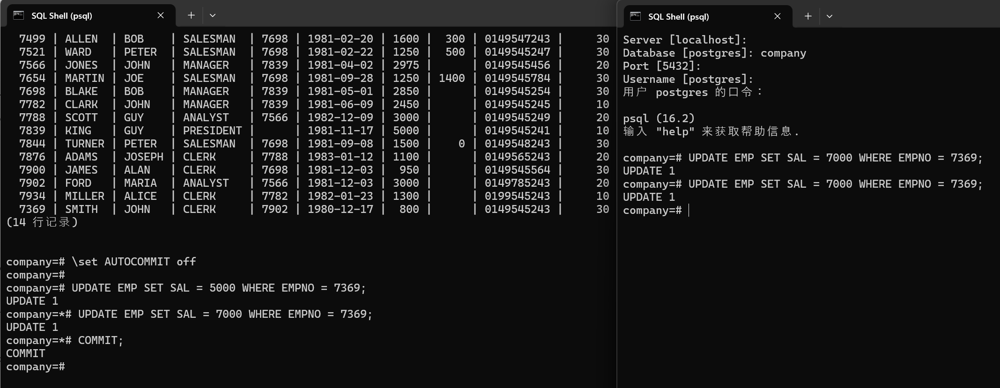 SQL Shell (psql)
7499 | ALLEN | BOB | SALESMAN | 7698 | 1981-02-20 | 1600 | 300 | 0149547243 | 30
7521 | WARD | PETER | SALESMAN | 7698 | 1981-02-22 | 1250 | 500 | 0149545247 | 30
7566 | JONES | JOHN | MANAGER | 7839 | 1981-04-02 | 2975 | | 0149545456 | 20
7654 | MARTIN | JOE | SALESMAN | 7698 | 1981-09-28 | 1250 | 1400 | 0149545784 | 30
7698 | BLAKE | BOB | MANAGER | 7839 | 1981-05-01 | 2850 | | 0149545254 | 30
7782 | CLARK | JOHN | MANAGER | 7839 | 1981-06-09 | 2450 | | 0149545245 | 10
7788 | SCOTT | GUY | ANALYST | 7566 | 1982-12-09 | 3000 | | 0149545249 | 20
7839 | KING | GUY | PRESIDENT | | 1981-11-17 | 5000 | | 0149545241 | 10
7844 | TURNER | PETER | SALESMAN | 7698 | 1981-09-08 | 1500 | 0 | 0149548243 | 30
7876 | ADAMS | JOSEPH | CLERK | 7788 | 1983-01-12 | 1100 | | 0149565243 | 20
7900 | JAMES | ALAN | CLERK | 7698 | 1981-12-03 | 950 | | 0149545564 | 30
7902 | FORD | MARIA | ANALYST | 7566 | 1981-12-03 | 3000 | | 0149785243 | 20
7934 | MILLER | ALICE | CLERK | 7782 | 1982-01-23 | 1300 | | 0199545243 | 10
7369 | SMITH | JOHN | CLERK | 7902 | 1980-12-17 | 800 | | 0149545243 | 30
(14 行记录)
company=# \set AUTOCOMMIT off
company=#
company=# UPDATE EMP SET SAL = 5000 WHERE EMPNO = 7369;
UPDATE 1
company=*# UPDATE EMP SET SAL = 7000 WHERE EMPNO = 7369;
UPDATE 1
company=*# COMMIT;
COMMIT
company=#
SQL Shell (psql)
Server [localhost]:
Database [postgres]: company
Port [5432]:
Username [postgres]:
用户 postgres 的口令：
psql (16.2)
输入 "help" 来获取帮助信息.
company=# UPDATE EMP SET SAL = 7000 WHERE EMPNO = 7369;
UPDATE 1
company=# UPDATE EMP SET SAL = 7000 WHERE EMPNO = 7369;
UPDATE 1
company=#